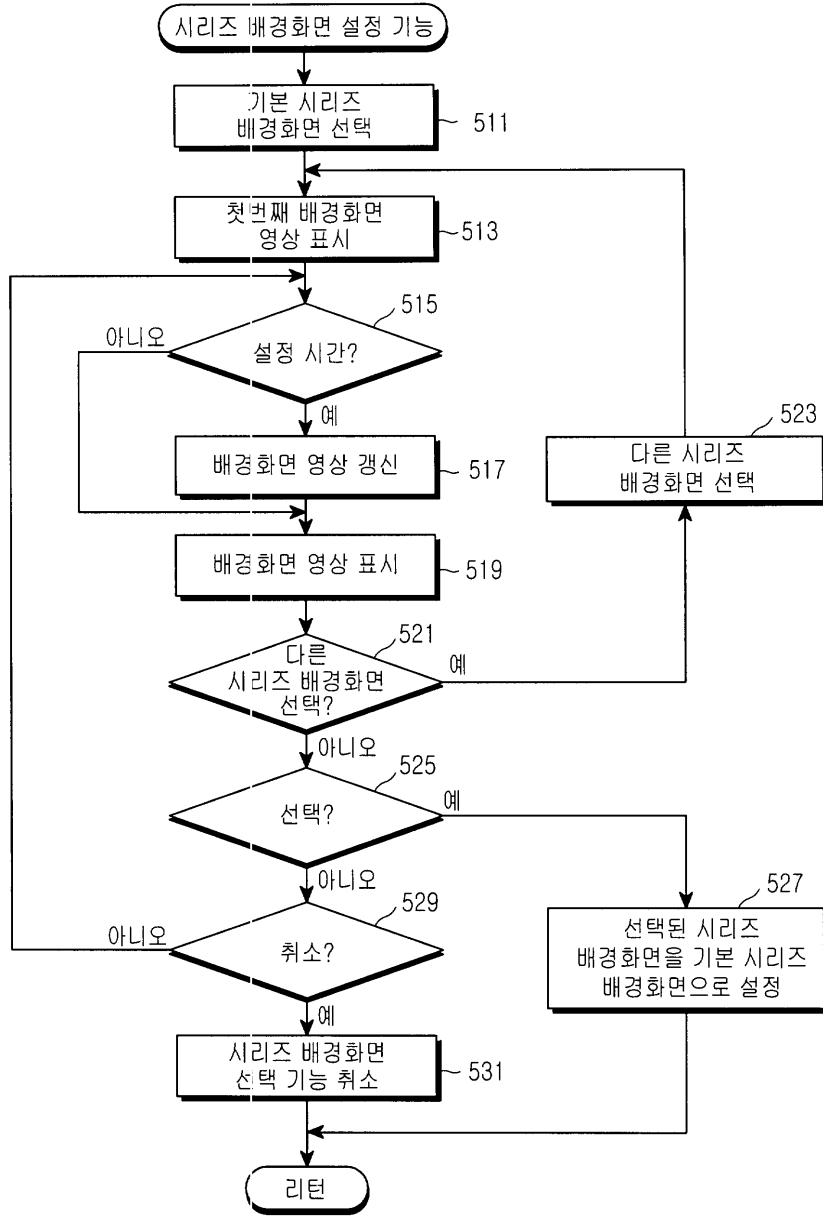 시리즈 배경화면 설정 기능
기본 시리즈
배경화면 선택
511
첫번째 배경화면
영상 표시
513
515
아니오
설정 시간?
예
523
배경화면 영상 갱신
517
다른 시리즈
배경화면 선택
배경화면 영상 표시
519
521
다른
시리즈 배경화면
선택?
예
아니오
525
선택?
예
아니오
527
529
아니오
취소?
선택된 시리즈
배경화면을 기본 시리즈
배경화면으로 설정
예
시리즈 배경화면
선택 기능 취소
531
리턴